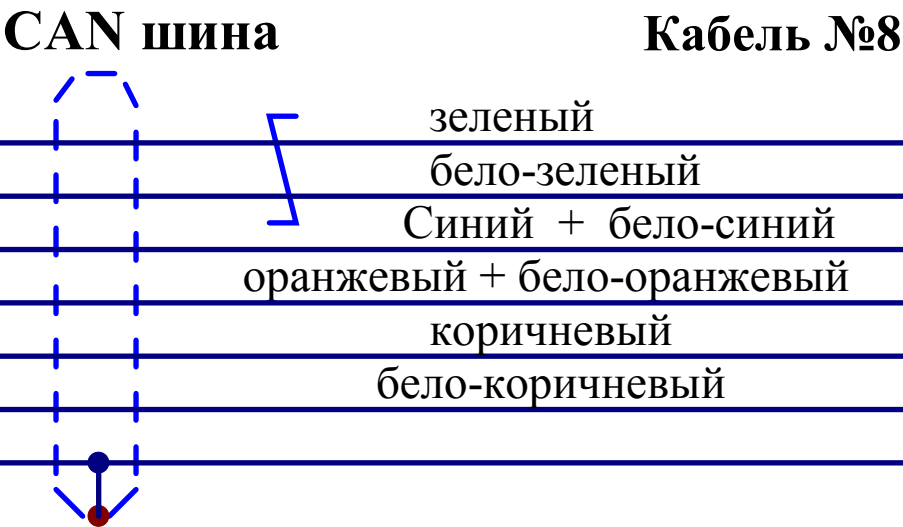 CAN шина Кабель №8
зеленый
бело-зеленый
Синий + бело-синий
оранжевый + бело-оранжевый
коричневый
бело-коричневый